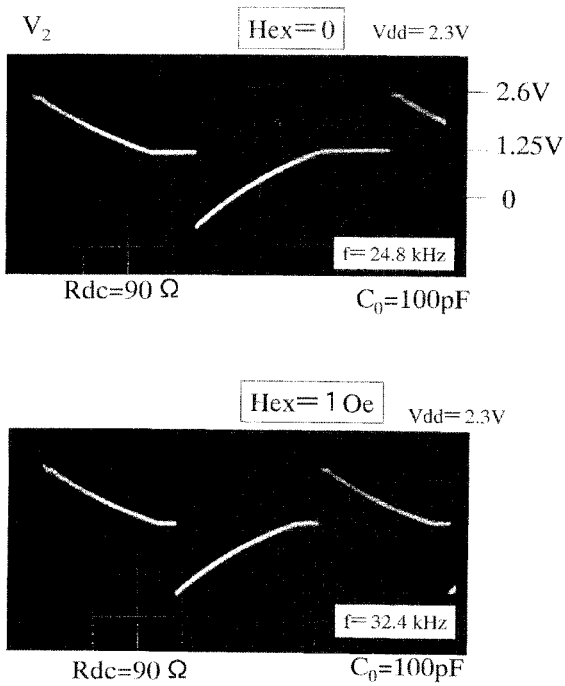 V₂ Hex=0 Vdd=2.3V
2.6V
1.25V
0
f=24.8 kHz
Rdc=90 Ω C₀=100pF
Hex=1 Oe Vdd=2.3V
f=32.4 kHz
Rdc=90 Ω C₀=100pF